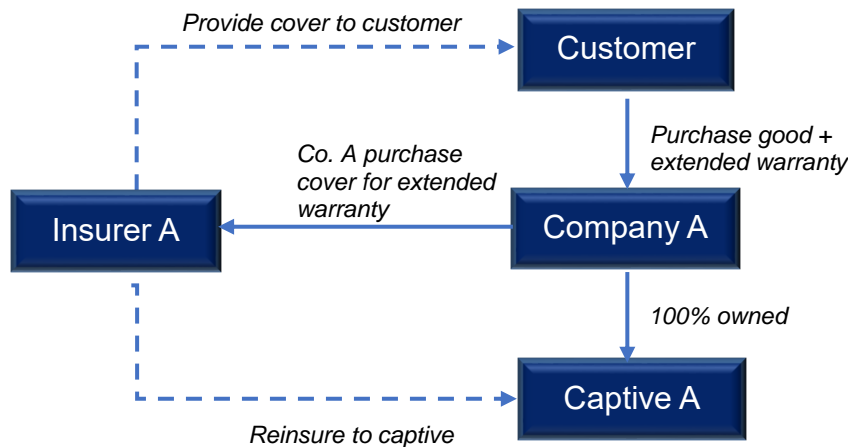 Provide cover to customer
Customer
Purchase good +
extended warranty
Co. A purchase
cover for extended
warranty
Insurer A
Company A
100% owned
Captive A
Reinsure to captive